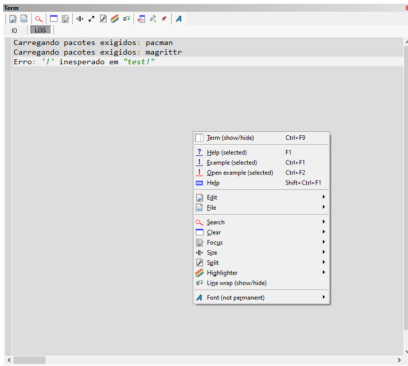 Term
IO LOG
Carregando pacotes exigidos: pacman
Carregando pacotes exigidos: magrittr
Erro: '!' inesperado em "test!"
Term (show/hide) Ctrl+F9
Help (selected) F1
Example (selected) Ctrl+F1
Open example (selected) Ctrl+F2
Help Shift+Ctrl+F1
Edit
File
Search
Clear
Focus
Size
Split
Highlighter
Line wrap (show/hide)
Font (not permanent)